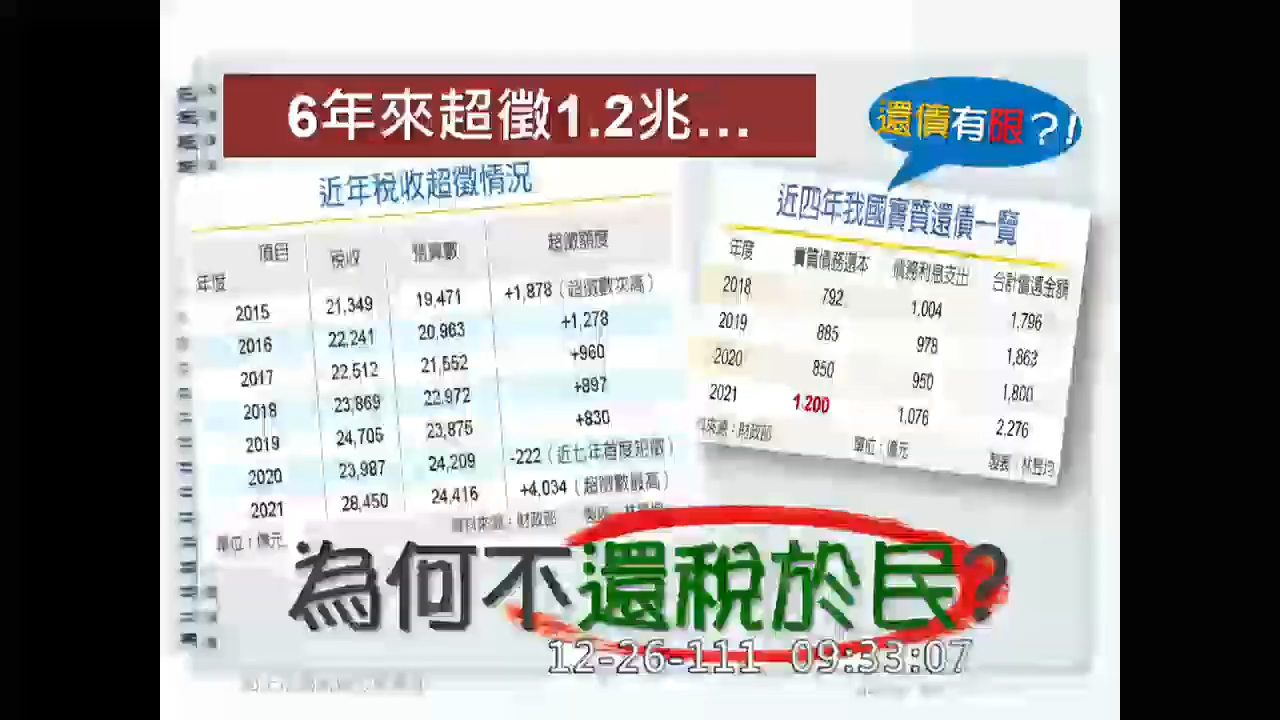 6年來超徵1.2兆...
還債有限?!
近年稅收超徵情況
項目 稅收 預算數 超徵額度
年度
2015 21,349 19,471 +1,878（超徵數次高）
2016 22,241 20,963 +1,278
2017 22,512 21,552 +960
2018 23,869 22,972 +897
2019 24,705 23,875 +830
2020 23,987 24,209 -222（近七年首度短徵）
2021 28,450 24,416 +4,034（超徵數最高）
單位：億元 資料來源：財政部
近四年我國實質還債一覽
年度 實質債務還本 債務利息支出 合計償還金額
2018 792 1,004 1,796
2019 885 978 1,863
2020 850 950 1,800
2021 1,200 1,076 2,276
資料來源：財政部 單位：億元 製表：林昱均
為何不還稅於民?
12-26-111 09:33:07